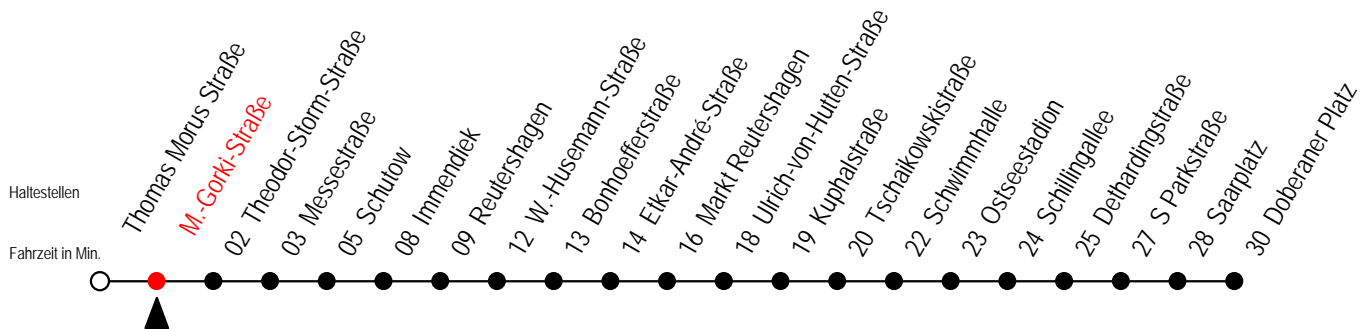 Haltestellen
Fahrzeit in Min.
Thomas Morus Straße
M.-Gorki-Straße
02 Theodor-Storm-Straße
03 Messestraße
05 Schutow
08 Immendiek
09 Reutershagen
12 W.-Husemann-Straße
13 Bonhoefferstraße
14 Etkar-André-Straße
16 Markt Reutershagen
18 Ulrich-von-Hutten-Straße
19 Kuphalstraße
20 Tschaikowskistraße
22 Schwimmhalle
23 Ostseestadion
24 Schillingallee
25 Dethardingstraße
27 S Parkstraße
28 Saarplatz
30 Doberaner Platz